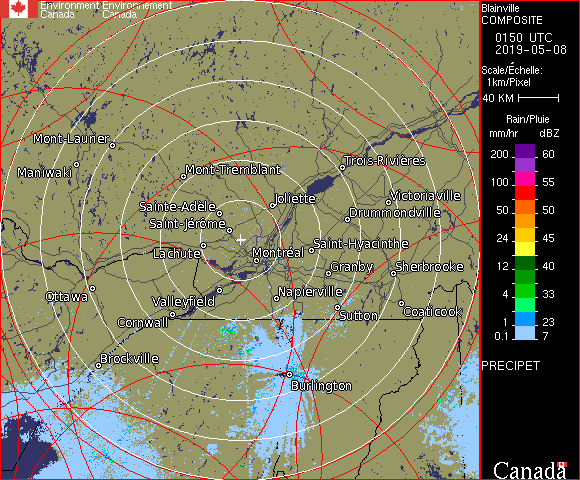 Environment Environnement
Canada Canada
Blainville
COMPOSITE
0150 UTC
2019-05-08
Scale/Échelle:
1km/Pixel
40 KM
Rain/Pluie
mm/hr dBZ
200 60
100 55
50 50
24 45
12 40
4 33
1 23
0.1 7
PRECIPET
Canada
Mont-Laurier
Maniwaki
Mont-Tremblant
Trois-Rivières
Joliette
Victoriaville
Sainte-Adèle
Drummondville
Saint-Jérôme
Lachute
Montréal
Saint-Hyacinthe
Granby
Sherbrooke
Ottawa
Valleyfield
Napierville
Cornwall
Sutton
Coaticook
Brockville
Burlington